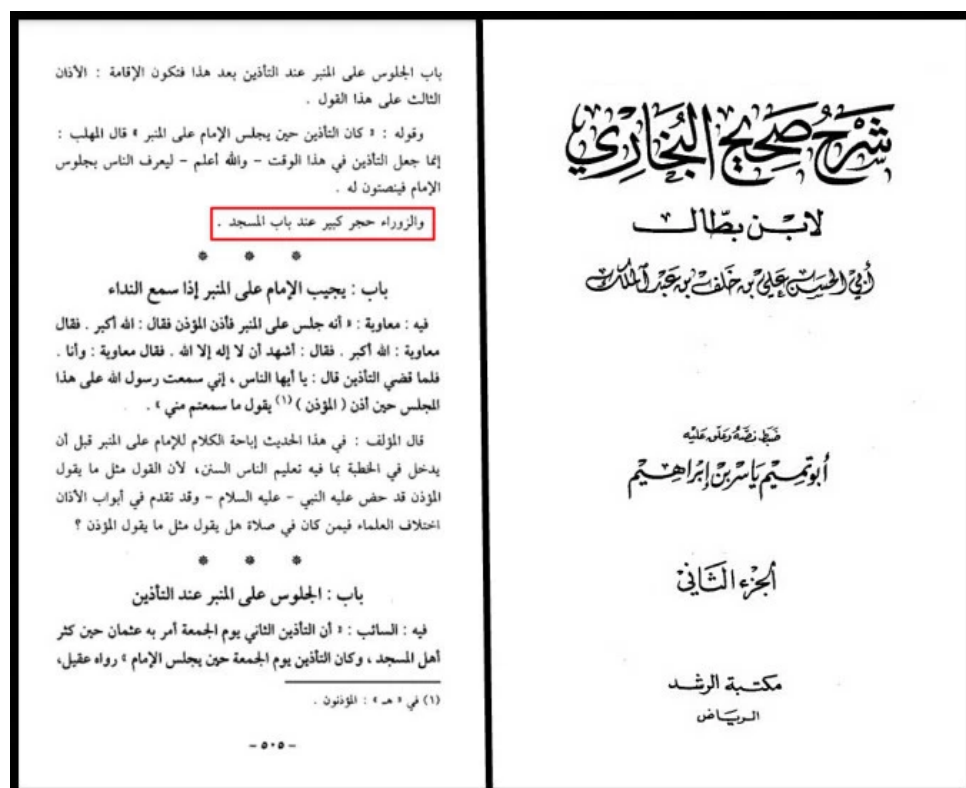 شرح صحيح البخاري
لابن بطال
أبي الحسن علي بن خلف بن عبد الملك
ضبط نصه وعلق عليه
أبو تميم ياسر بن إبراهيم
الجزء الثاني
مكتبة الرشد
الرياض
باب الجلوس على المنبر عند التأذين بعد هذا فتكون الإقامة : الأذان
الثالث على هذا القول .
وقوله : « كان التأذين حين يجلس الإمام على المنبر » قال المهلب :
إنما جعل التأذين في هذا الوقت – والله أعلم – ليعرف الناس بجلوس
الإمام فينصتون له .
والزوراء حجر كبير عند باب المسجد .
* * *
باب : يجيب الإمام على المنبر إذا سمع النداء
فيه : معاوية : « أنه جلس على المنبر فأذن المؤذن فقال : الله أكبر . فقال
معاوية : الله أكبر . فقال : أشهد أن لا إله إلا الله . فقال معاوية : وأنا .
فلما قضي التأذين قال : يا أيها الناس ، إني سمعت رسول الله على هذا
المجلس حين أذن ( المؤذن ) (١) يقول ما سمعتم مني » .
قال المؤلف : في هذا الحديث إباحة الكلام للإمام على المنبر قبل أن
يدخل في الخطبة بما فيه تعليم الناس السنن، لأن القول مثل ما يقول
المؤذن قد حض عليه النبي – عليه السلام – وقد تقدم في أبواب الأذان
اختلاف العلماء فيمن كان في صلاة هل يقول مثل ما يقول المؤذن ؟
* * *
باب : الجلوس على المنبر عند التأذين
فيه : السائب : « أن التأذين الثاني يوم الجمعة أمر به عثمان حين كثر
أهل المسجد ، وكان التأذين يوم الجمعة حين يجلس الإمام » رواه عقيل،
(١) في « هـ » : المؤذنون .
– ٥٠٥ –